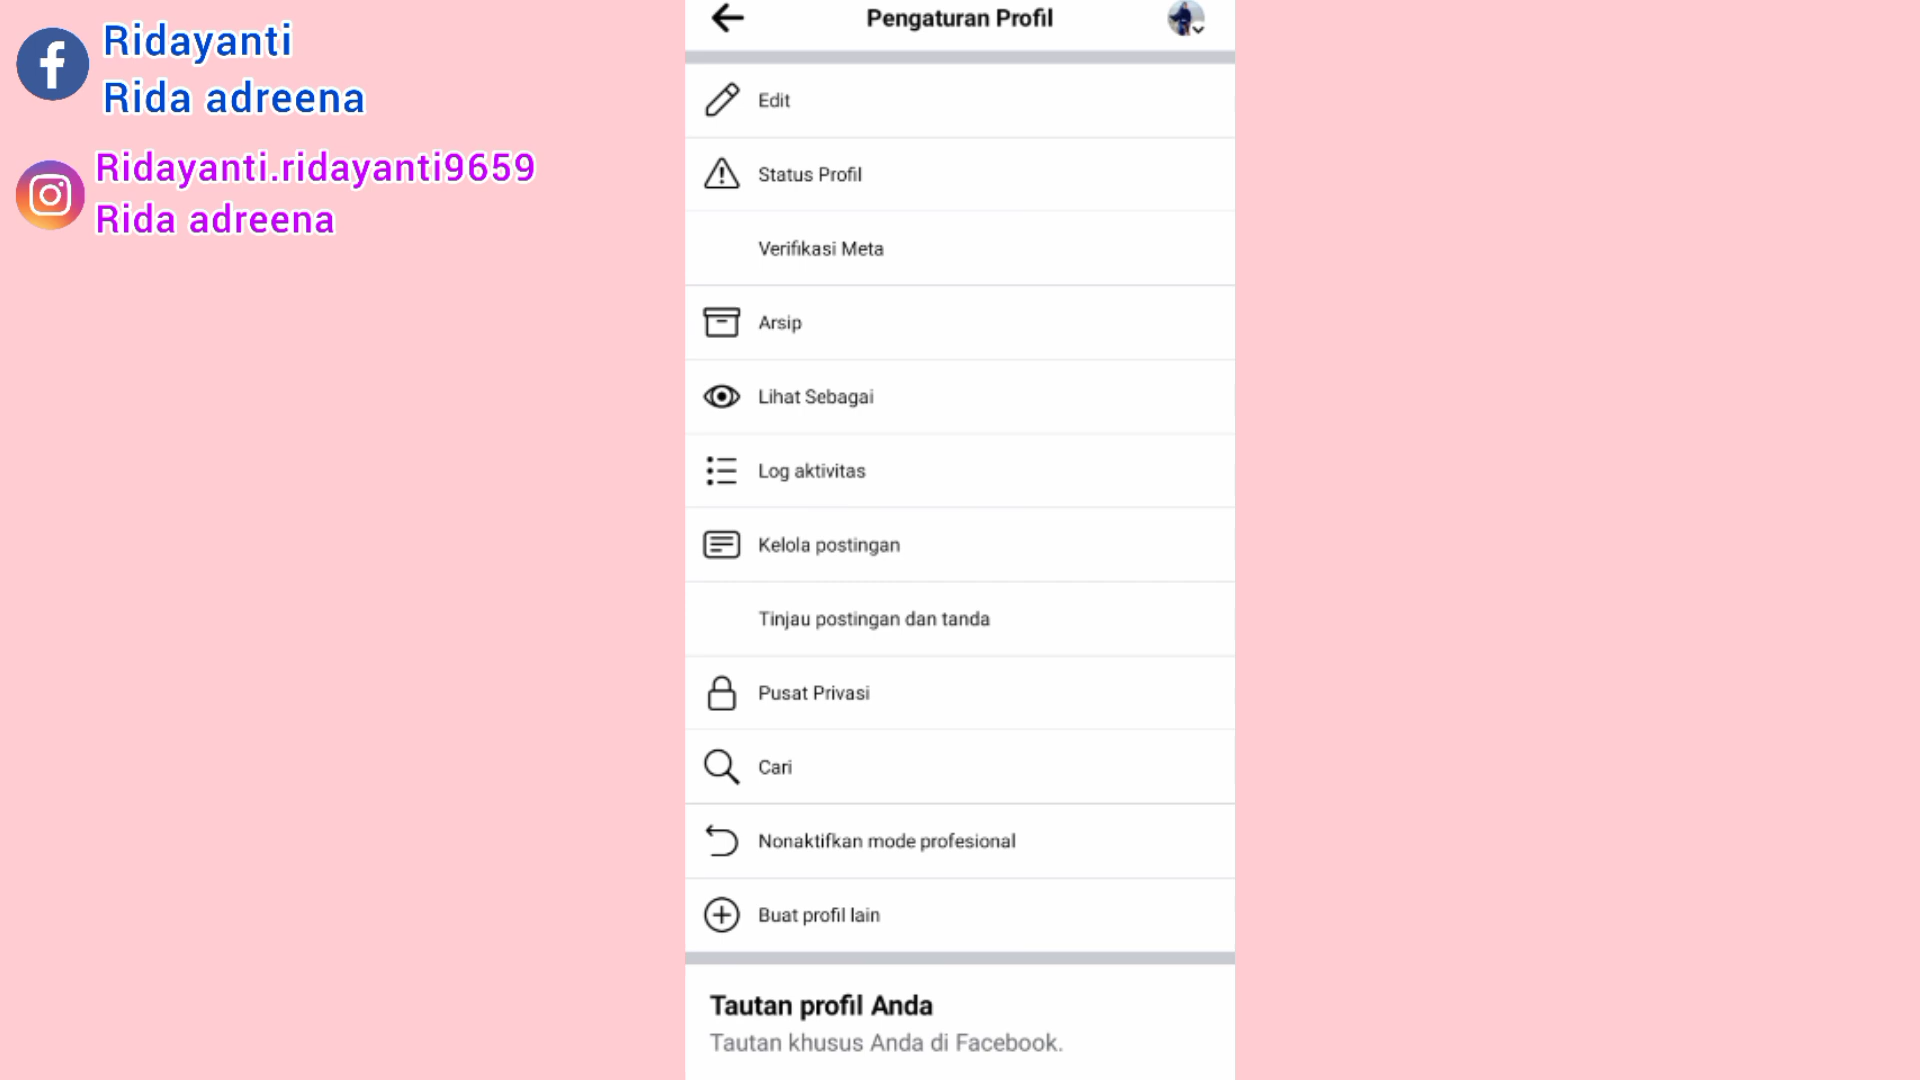 Ridayanti
Rida adreena
Ridayanti.ridayanti9659
Rida adreena
Pengaturan Profil
Edit
Status Profil
Verifikasi Meta
Arsip
Lihat Sebagai
Log aktivitas
Kelola postingan
Tinjau postingan dan tanda
Pusat Privasi
Cari
Nonaktifkan mode profesional
Buat profil lain
Tautan profil Anda
Tautan khusus Anda di Facebook.